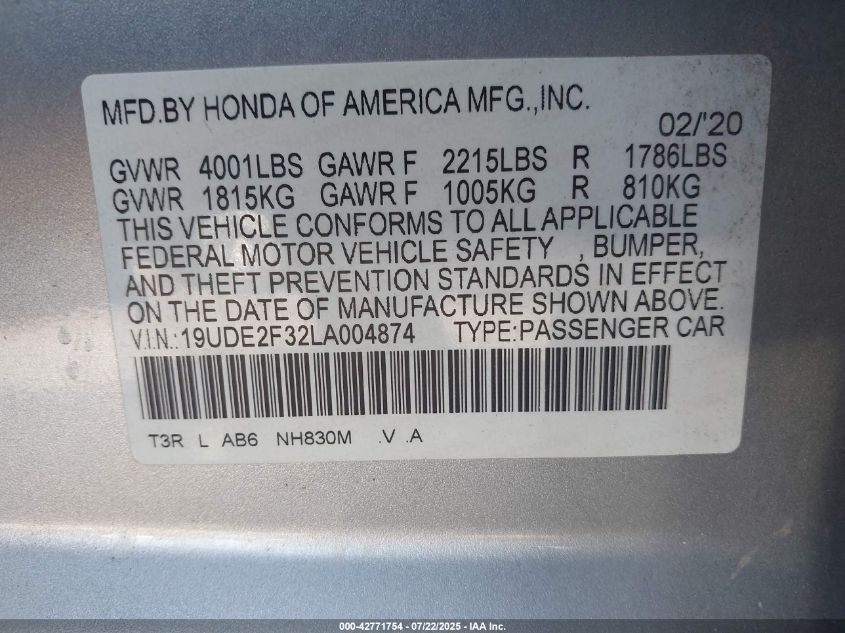 MFD.BY HONDA OF AMERICA MFG.,INC.
02/'20
GVWR 4001LBS GAWR F 2215LBS R 1786LBS
GVWR 1815KG GAWR F 1005KG R 810KG
THIS VEHICLE CONFORMS TO ALL APPLICABLE
FEDERAL MOTOR VEHICLE SAFETY , BUMPER,
AND THEFT PREVENTION STANDARDS IN EFFECT
ON THE DATE OF MANUFACTURE SHOWN ABOVE.
V.I.N.:19UDE2F32LA004874 TYPE:PASSENGER CAR
T3R L AB6 NH830M .V .A
000-42771754 - 07/22/2025 - IAA Inc.